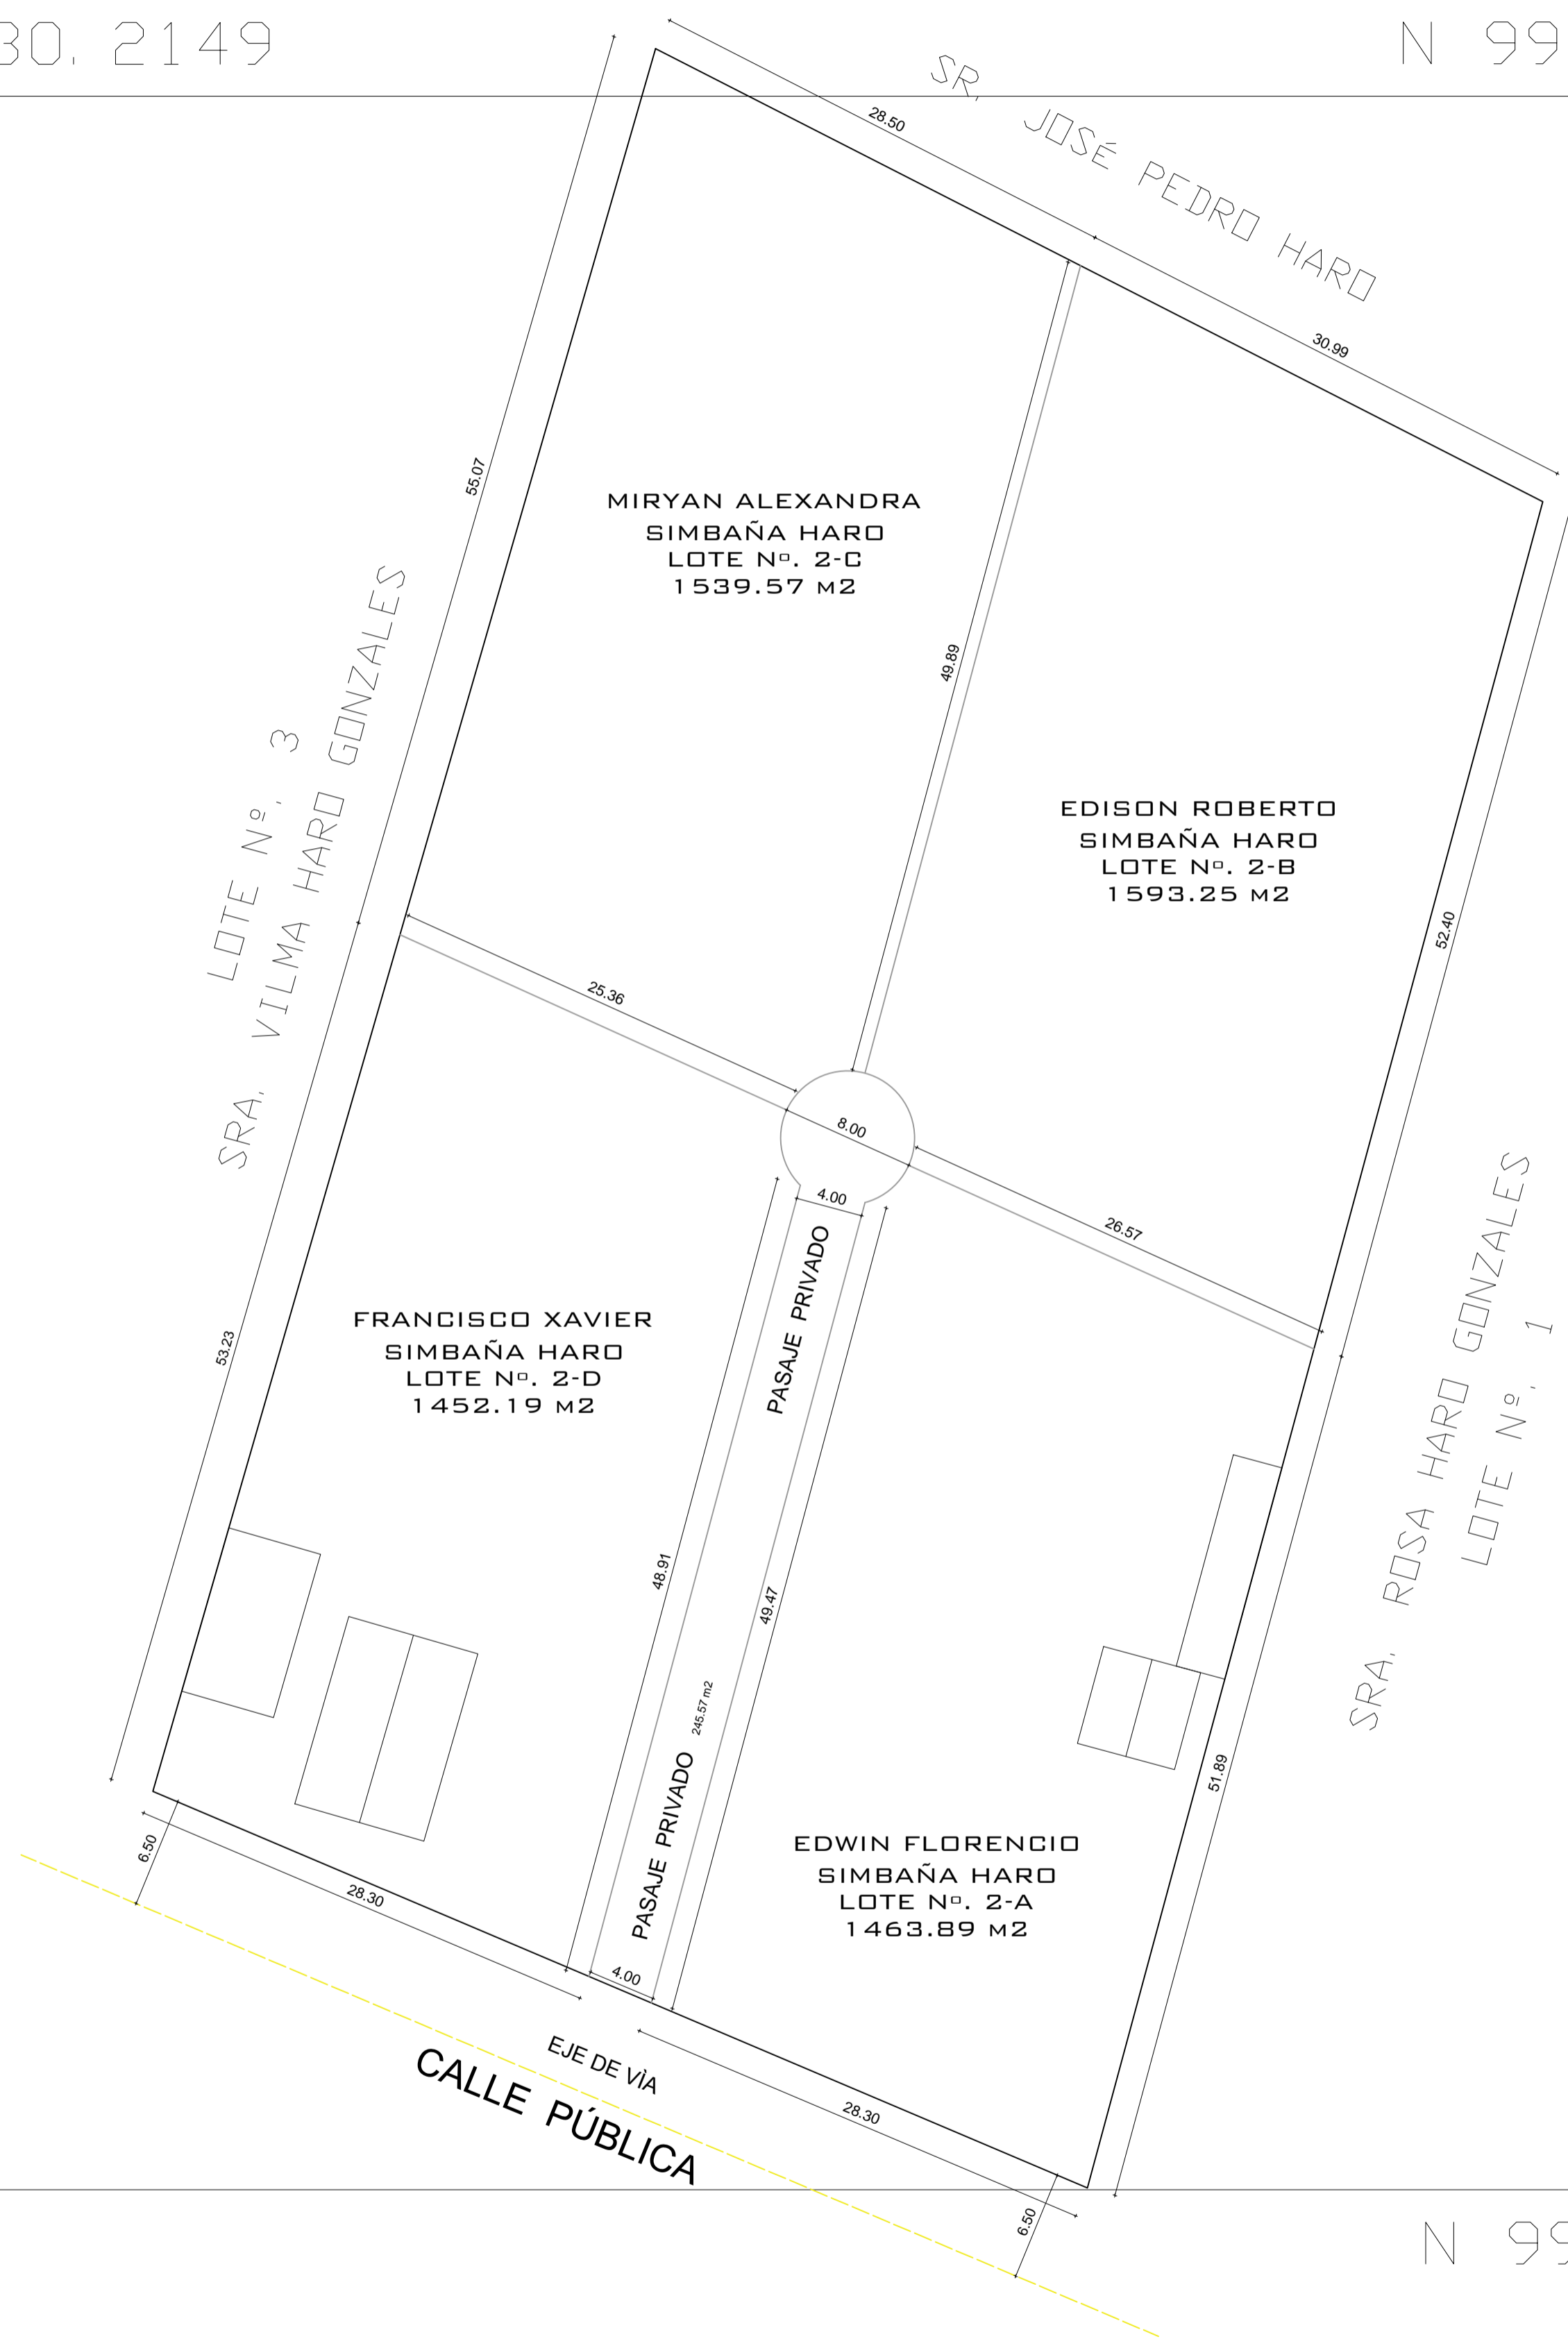 30. 2149
N 99
SR. JOSÉ PEDRO HARO
28.50
30.99
55.07
MIRYAN ALEXANDRA
SIMBAÑA HARO
LOTE Nº. 2-C
1539.57 M2
49.89
LOTE Nº. 3
SRA. VILMA HARO GONZALES
EDISON ROBERTO
SIMBAÑA HARO
LOTE Nº. 2-B
1593.25 M2
52.40
25.36
8.00
4.00
26.57
PASAJE PRIVADO
53.23
FRANCISCO XAVIER
SIMBAÑA HARO
LOTE Nº. 2-D
1452.19 M2
SRA. ROSA HARO GONZALES
LOTE Nº. 1
48.91
49.47
245.57 m2
PASAJE PRIVADO
51.89
EDWIN FLORENCIO
SIMBAÑA HARO
LOTE Nº. 2-A
1463.89 M2
6.50
28.30
4.00
EJE DE VÌA
CALLE PÚBLICA
28.30
6.50
N 99